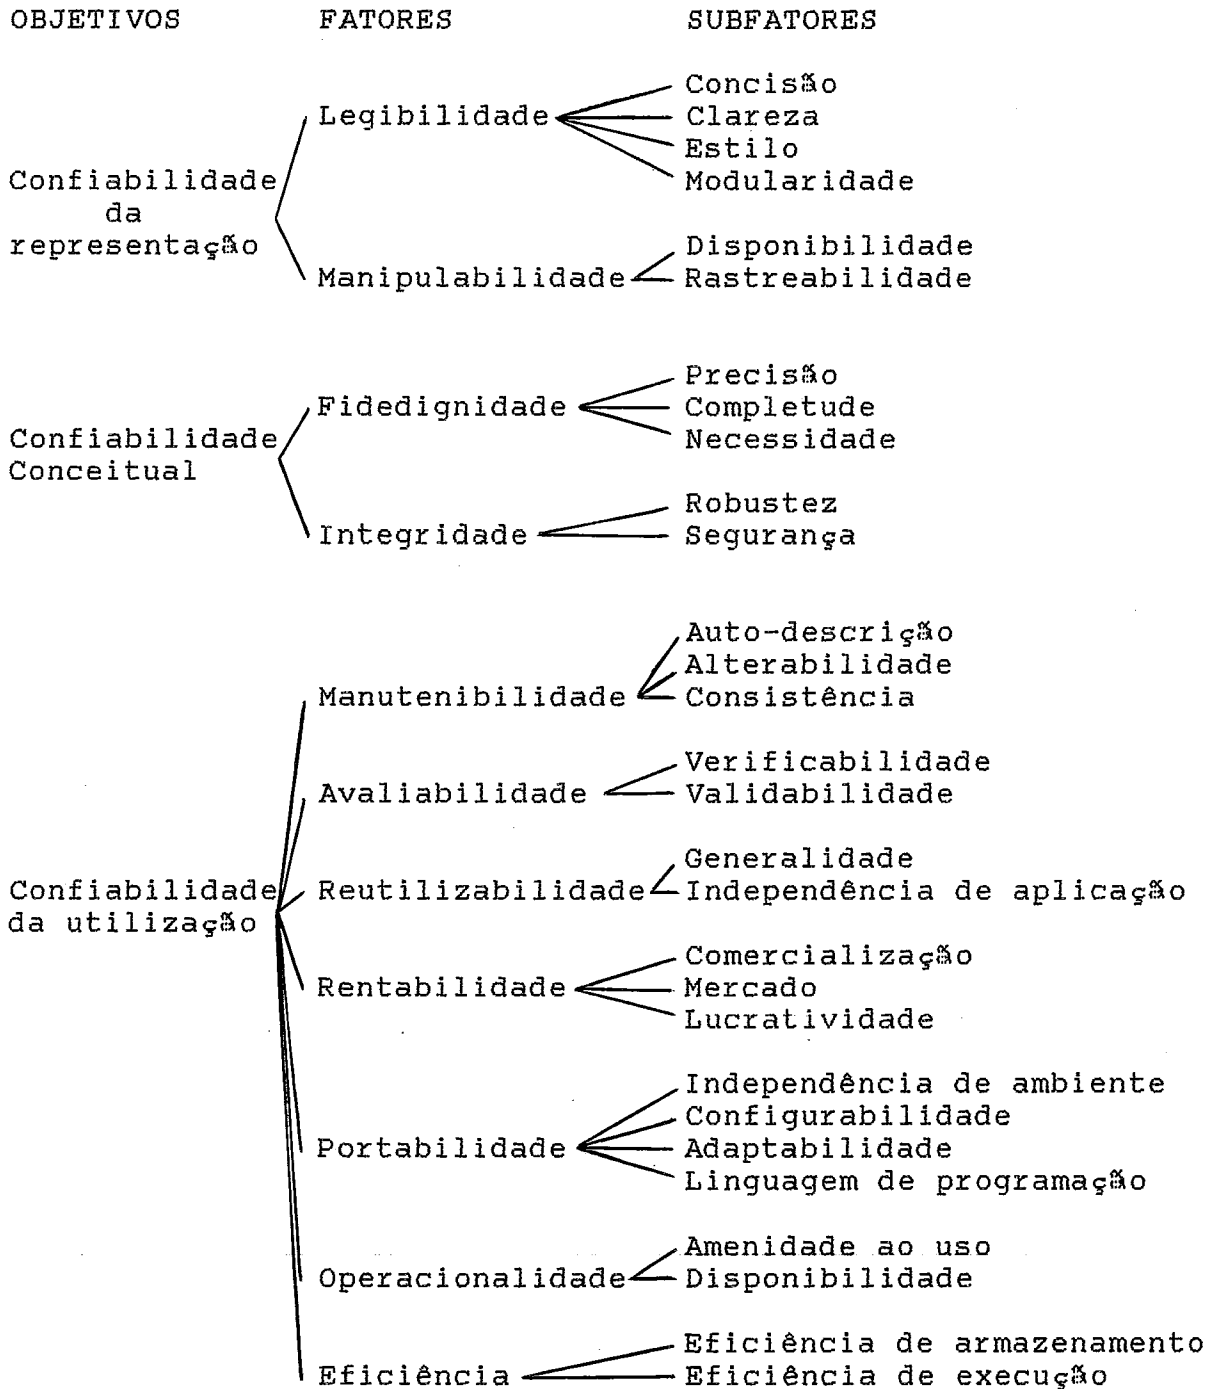 OBJETIVOS FATORES SUBFATORES
Concisão
Legibilidade Clareza
Estilo
Confiabilidade Modularidade
da
representação Disponibilidade
Manipulabilidade Rastreabilidade
Precisão
Fidedignidade Completude
Confiabilidade Necessidade
Conceitual
Robustez
Integridade Segurança
Auto-descrição
Alterabilidade
Manutenibilidade Consistência
Verificabilidade
Avaliabilidade Validabilidade
Generalidade
Confiabilidade Reutilizabilidade Independência de aplicação
da utilização
Comercialização
Rentabilidade Mercado
Lucratividade
Independência de ambiente
Configurabilidade
Portabilidade Adaptabilidade
Linguagem de programação
Amenidade ao uso
Operacionalidade Disponibilidade
Eficiência de armazenamento
Eficiência Eficiência de execução